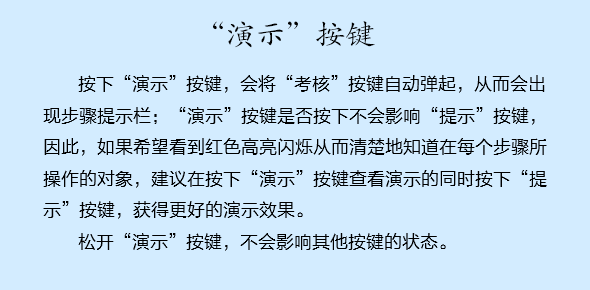 “演示”按键
按下“演示”按键，会将“考核”按键自动弹起，从而会出
现步骤提示栏；“演示”按键是否按下不会影响“提示”按键，
因此，如果希望看到红色高亮闪烁从而清楚地知道在每个步骤所
操作的对象，建议在按下“演示”按键查看演示的同时按下“提
示”按键，获得更好的演示效果。
松开“演示”按键，不会影响其他按键的状态。